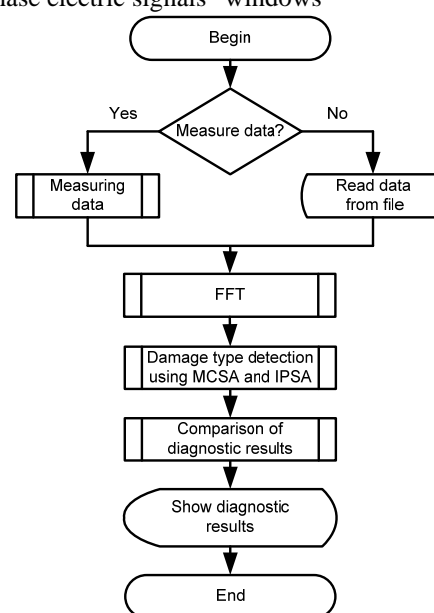 electric signals" windows
Begin
Measure data?
Yes
No
Measuring
data
Read data
from file
FFT
Damage type detection
using MCSA and IPSA
Comparison of
diagnostic results
Show diagnostic
results
End